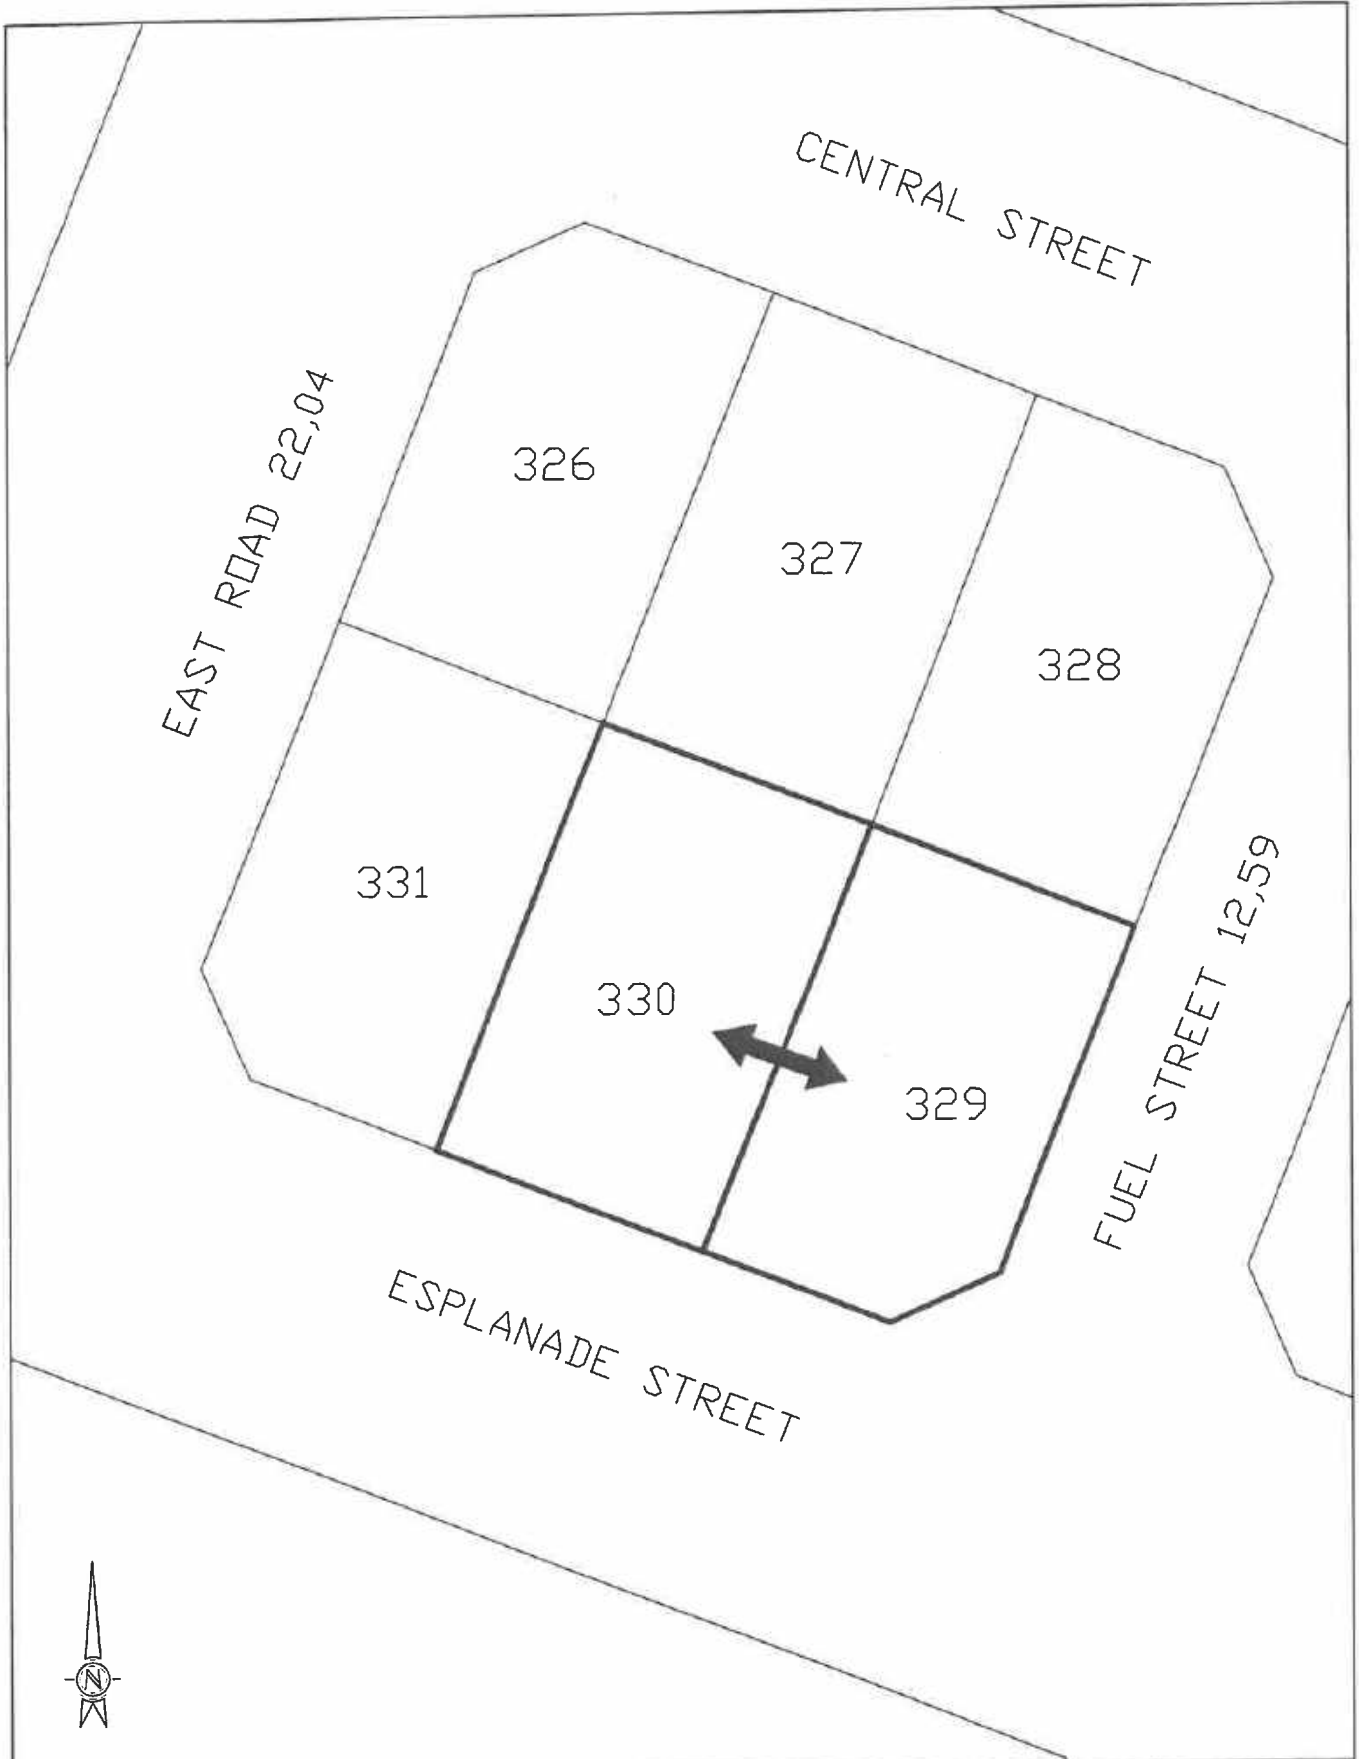 CENTRAL STREET
EAST ROAD 22,04
326
327
328
331
330
329
FUEL STREET 12,59
ESPLANADE STREET
N